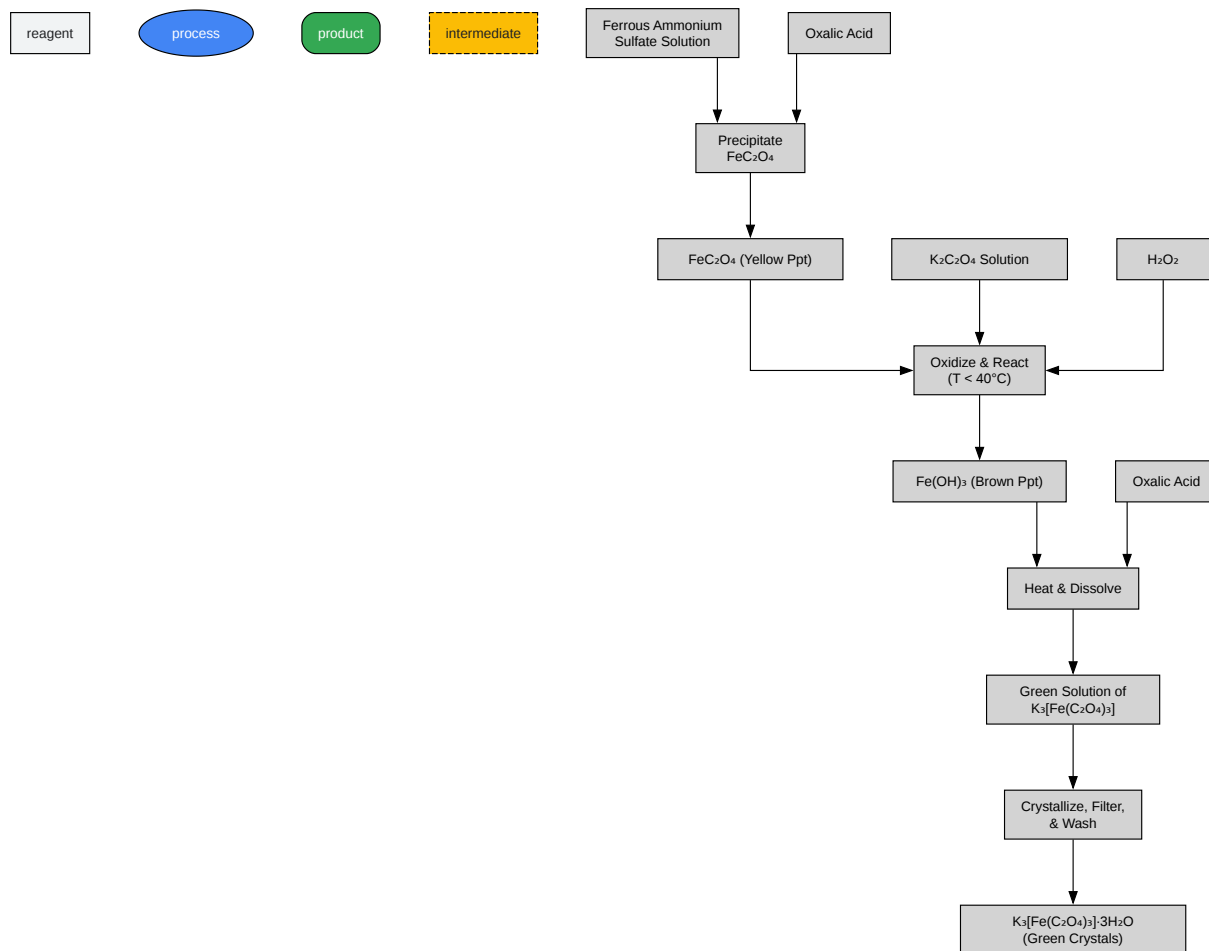 reagent
process
product
intermediate
Ferrous Ammonium
Sulfate Solution
Oxalic Acid
Precipitate
FeC₂O₄
FeC₂O₄ (Yellow Ppt)
K₂C₂O₄ Solution
H₂O₂
Oxidize & React
(T < 40°C)
Fe(OH)₃ (Brown Ppt)
Oxalic Acid
Heat & Dissolve
Green Solution of
K₃[Fe(C₂O₄)₃]
Crystallize, Filter,
& Wash
K₃[Fe(C₂O₄)₃]·3H₂O
(Green Crystals)